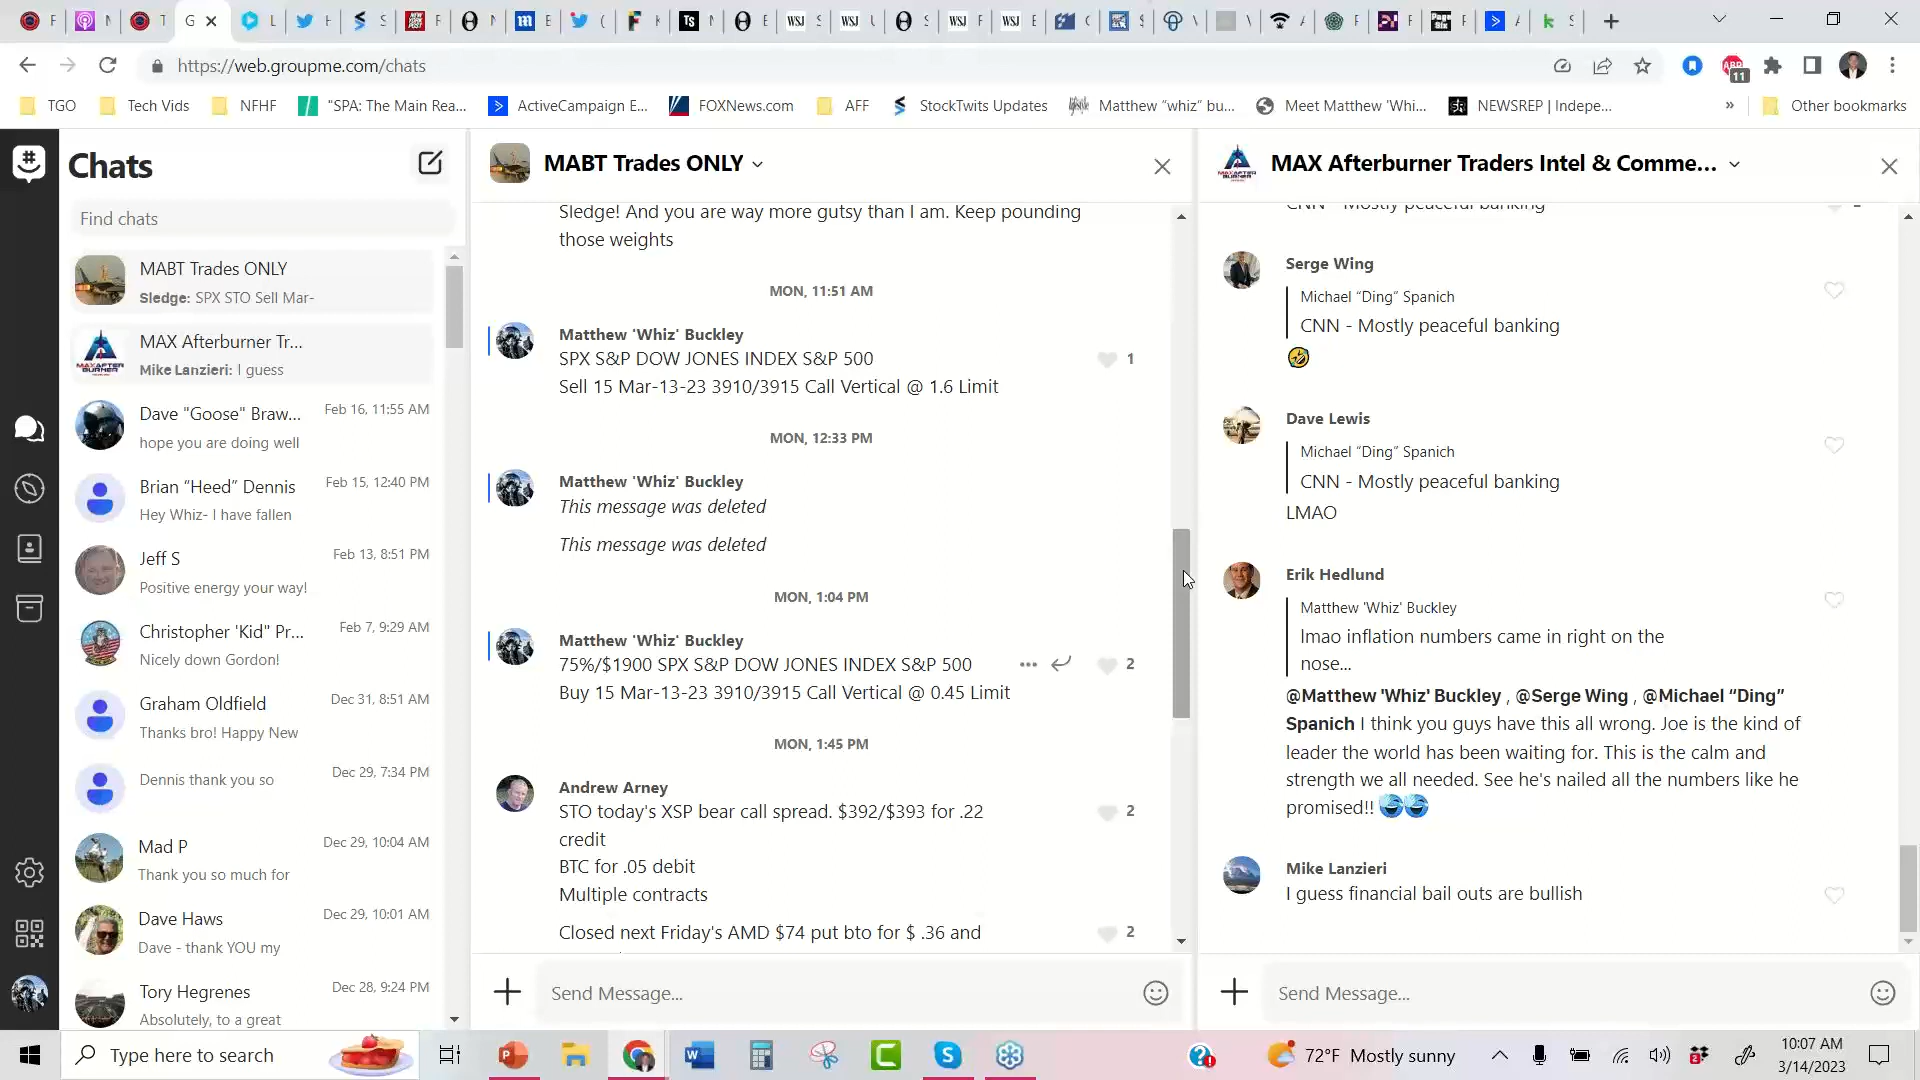 G
https://web.groupme.com/chats
11
TGO
Tech Vids
NFHF
"SPA: The Main Rea...
ActiveCampaign E...
FOXNews.com
AFF
StockTwits Updates
Matthew "whiz" bu...
Meet Matthew 'Whi...
NEWSREP | Indepe...
»
Other bookmarks
Chats
Find chats
MABT Trades ONLY
Sledge: SPX STO Sell Mar-
MAX Afterburner Tr...
Mike Lanzieri: I guess
Dave "Goose" Braw...
Feb 16, 11:55 AM
hope you are doing well
Brian “Heed” Dennis
Feb 15, 12:40 PM
Hey Whiz- I have fallen
Jeff S
Feb 13, 8:51 PM
Positive energy your way!
Christopher 'Kid" Pr...
Feb 7, 9:29 AM
Nicely down Gordon!
Graham Oldfield
Dec 31, 8:51 AM
Thanks bro! Happy New
Dennis thank you so
Dec 29, 7:34 PM
Mad P
Dec 29, 10:04 AM
Thank you so much for
Dave Haws
Dec 29, 10:01 AM
Dave - thank YOU my
Tory Hegrenes
Dec 28, 9:24 PM
Absolutely, to a great
MABT Trades ONLY
Sledge! And you are way more gutsy than I am. Keep pounding
those weights
MON, 11:51 AM
Matthew 'Whiz' Buckley
SPX S&P DOW JONES INDEX S&P 500
1
Sell 15 Mar-13-23 3910/3915 Call Vertical @ 1.6 Limit
MON, 12:33 PM
Matthew 'Whiz' Buckley
This message was deleted
This message was deleted
MON, 1:04 PM
Matthew 'Whiz' Buckley
75%/$1900 SPX S&P DOW JONES INDEX S&P 500
2
Buy 15 Mar-13-23 3910/3915 Call Vertical @ 0.45 Limit
MON, 1:45 PM
Andrew Arney
STO today's XSP bear call spread. $392/$393 for .22
2
credit
BTC for .05 debit
Multiple contracts
Closed next Friday's AMD $74 put bto for $ .36 and
2
Send Message...
MAX Afterburner Traders Intel & Comme...
CNN - Mostly peaceful banking
Serge Wing
Michael “Ding” Spanich
CNN - Mostly peaceful banking
Dave Lewis
Michael “Ding” Spanich
CNN - Mostly peaceful banking
LMAO
Erik Hedlund
Matthew 'Whiz' Buckley
lmao inflation numbers came in right on the
nose...
@Matthew 'Whiz' Buckley , @Serge Wing , @Michael “Ding”
Spanich I think you guys have this all wrong. Joe is the kind of
leader the world has been waiting for. This is the calm and
strength we all needed. See he's nailed all the numbers like he
promised!!
Mike Lanzieri
I guess financial bail outs are bullish
Send Message...
Type here to search
72°F Mostly sunny
10:07 AM
3/14/2023